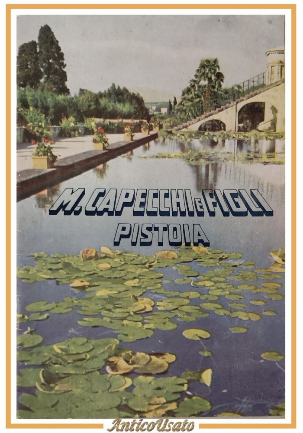 M. CAPECCHI E FIGLI
PISTOIA
AnticoUsato